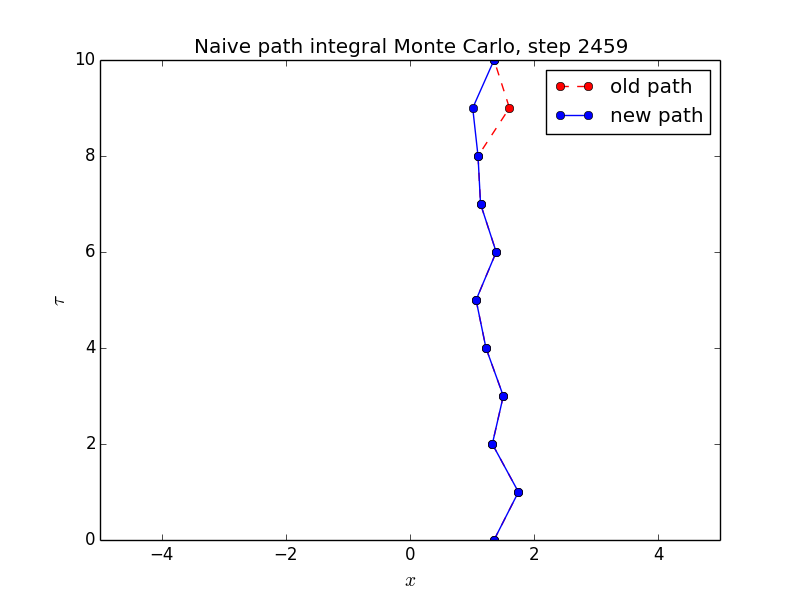 Naive path integral Monte Carlo, step 2459
old path
new path
10
8
6
4
2
0
τ
−4 −2 0 2 4
x